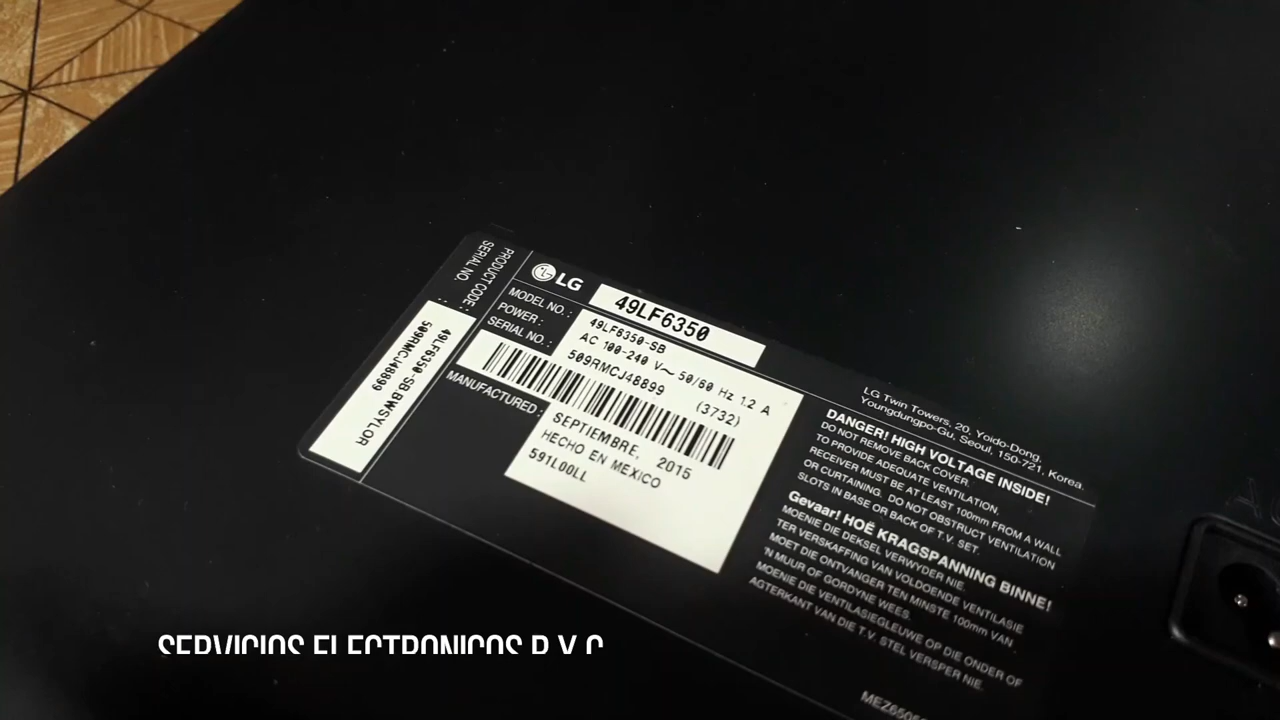 PRODUCT CODE :
SERIAL NO. :
49LF6350-SB.BWSYLOR
509RMCJ48899
LG
49LF6350
MODEL NO. : 49LF6350-SB
POWER : AC 100-240 V~ 50/60 Hz 1.2 A
SERIAL NO. : 509RMCJ48899 (3732)
MANUFACTURED : SEPTIEMBRE, 2015
HECHO EN MEXICO
591L00LL
LG Twin Towers, 20, Yoido-Dong,
Youngdungpo-Gu, Seoul, 150-721, Korea.
DANGER! HIGH VOLTAGE INSIDE!
DO NOT REMOVE BACK COVER.
TO PROVIDE ADEQUATE VENTILATION,
RECEIVER MUST BE AT LEAST 100mm FROM A WALL
OR CURTAINING. DO NOT OBSTRUCT VENTILATION
SLOTS IN BASE OR BACK OF T.V. SET.
Gevaar! HOË KRAGSPANNING BINNE!
MOENIE DIE DEKSEL VERWYDER NIE.
TER VERSKAFFING VAN VOLDOENDE VENTILASIE
MOET DIE ONTVANGER TEN MINSTE 100mm VAN
'N MUUR OF GORDYNE WEES.
MOENIE DIE VENTILASIEGLEUWE OP DIE ONDER OF
AGTERKANT VAN DIE T.V. STEL VERSPER NIE.
SERVICIOS ELECTRONICOS